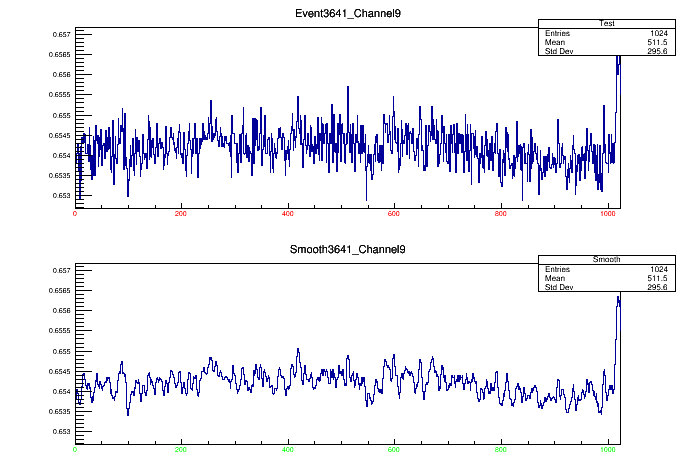 Event3641_Channel9
Test
Entries 1024
Mean 511.5
Std Dev 295.6
0.657
0.6565
0.656
0.6555
0.655
0.6545
0.654
0.6535
0.653
0 200 400 600 800 1000
Smooth3641_Channel9
Smooth
Entries 1024
Mean 511.5
Std Dev 295.6
0.657
0.6565
0.656
0.6555
0.655
0.6545
0.654
0.6535
0.653
0 200 400 600 800 1000